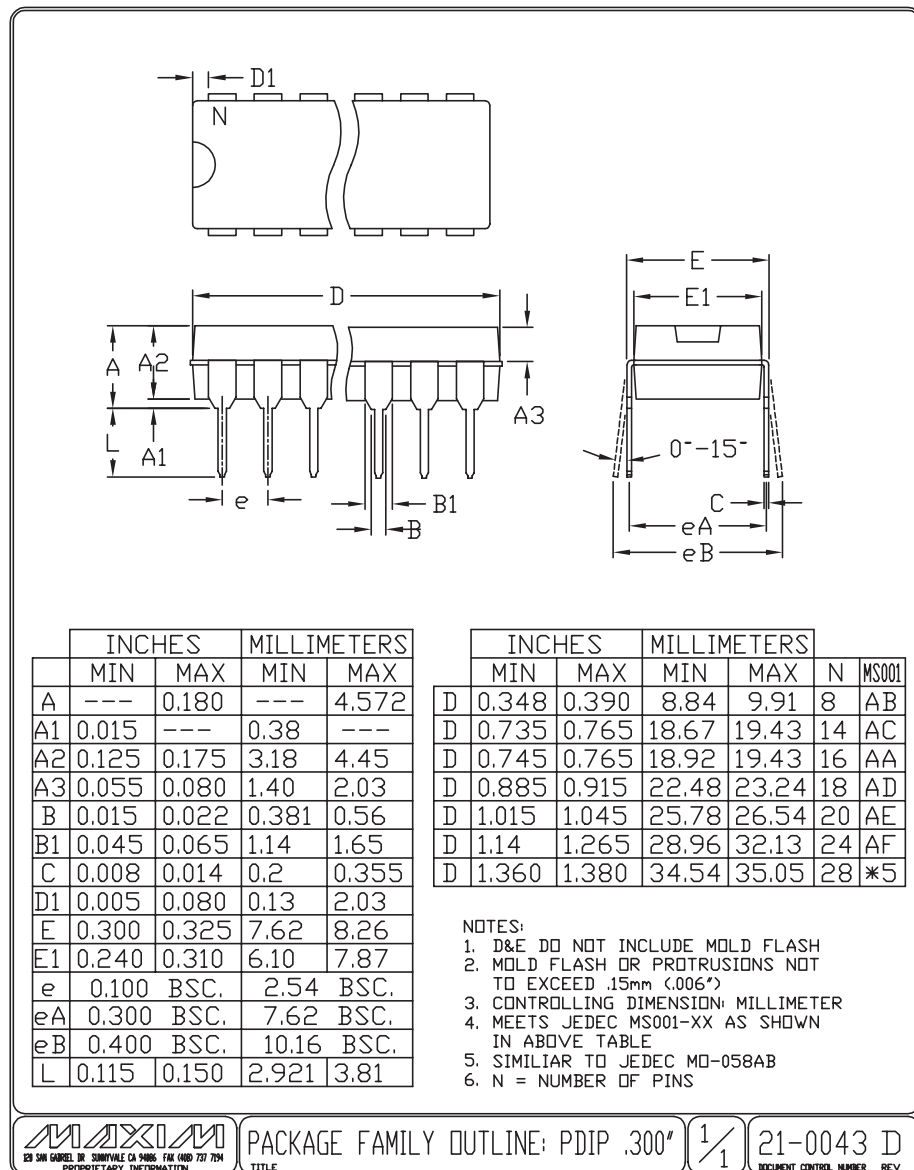 D1
N
D
E
E1
A
A2
A3
L
A1
0°-15°
e
B1
B
C
eA
eB
INCHES MILLIMETERS
MIN MAX MIN MAX
A --- 0.180 --- 4.572
A1 0.015 --- 0.38 ---
A2 0.125 0.175 3.18 4.45
A3 0.055 0.080 1.40 2.03
B 0.015 0.022 0.381 0.56
B1 0.045 0.065 1.14 1.65
C 0.008 0.014 0.2 0.355
D1 0.005 0.080 0.13 2.03
E 0.300 0.325 7.62 8.26
E1 0.240 0.310 6.10 7.87
e 0.100 BSC. 2.54 BSC.
eA 0.300 BSC. 7.62 BSC.
eB 0.400 BSC. 10.16 BSC.
L 0.115 0.150 2.921 3.81
INCHES MILLIMETERS
MIN MAX MIN MAX N MS001
D 0.348 0.390 8.84 9.91 8 AB
D 0.735 0.765 18.67 19.43 14 AC
D 0.745 0.765 18.92 19.43 16 AA
D 0.885 0.915 22.48 23.24 18 AD
D 1.015 1.045 25.78 26.54 20 AE
D 1.14 1.265 28.96 32.13 24 AF
D 1.360 1.380 34.54 35.05 28 *5
NOTES:
1. D&E DO NOT INCLUDE MOLD FLASH
2. MOLD FLASH OR PROTRUSIONS NOT
TO EXCEED .15mm (.006")
3. CONTROLLING DIMENSION: MILLIMETER
4. MEETS JEDEC MS001-XX AS SHOWN
IN ABOVE TABLE
5. SIMILIAR TO JEDEC MO-058AB
6. N = NUMBER OF PINS
MAXIM
120 SAN GABRIEL DR SUNNYVALE CA 94086 FAX (408) 737 7194
PROPRIETARY INFORMATION
PACKAGE FAMILY OUTLINE: PDIP .300"
TITLE
1/1
21-0043 D
DOCUMENT CONTROL NUMBER REV